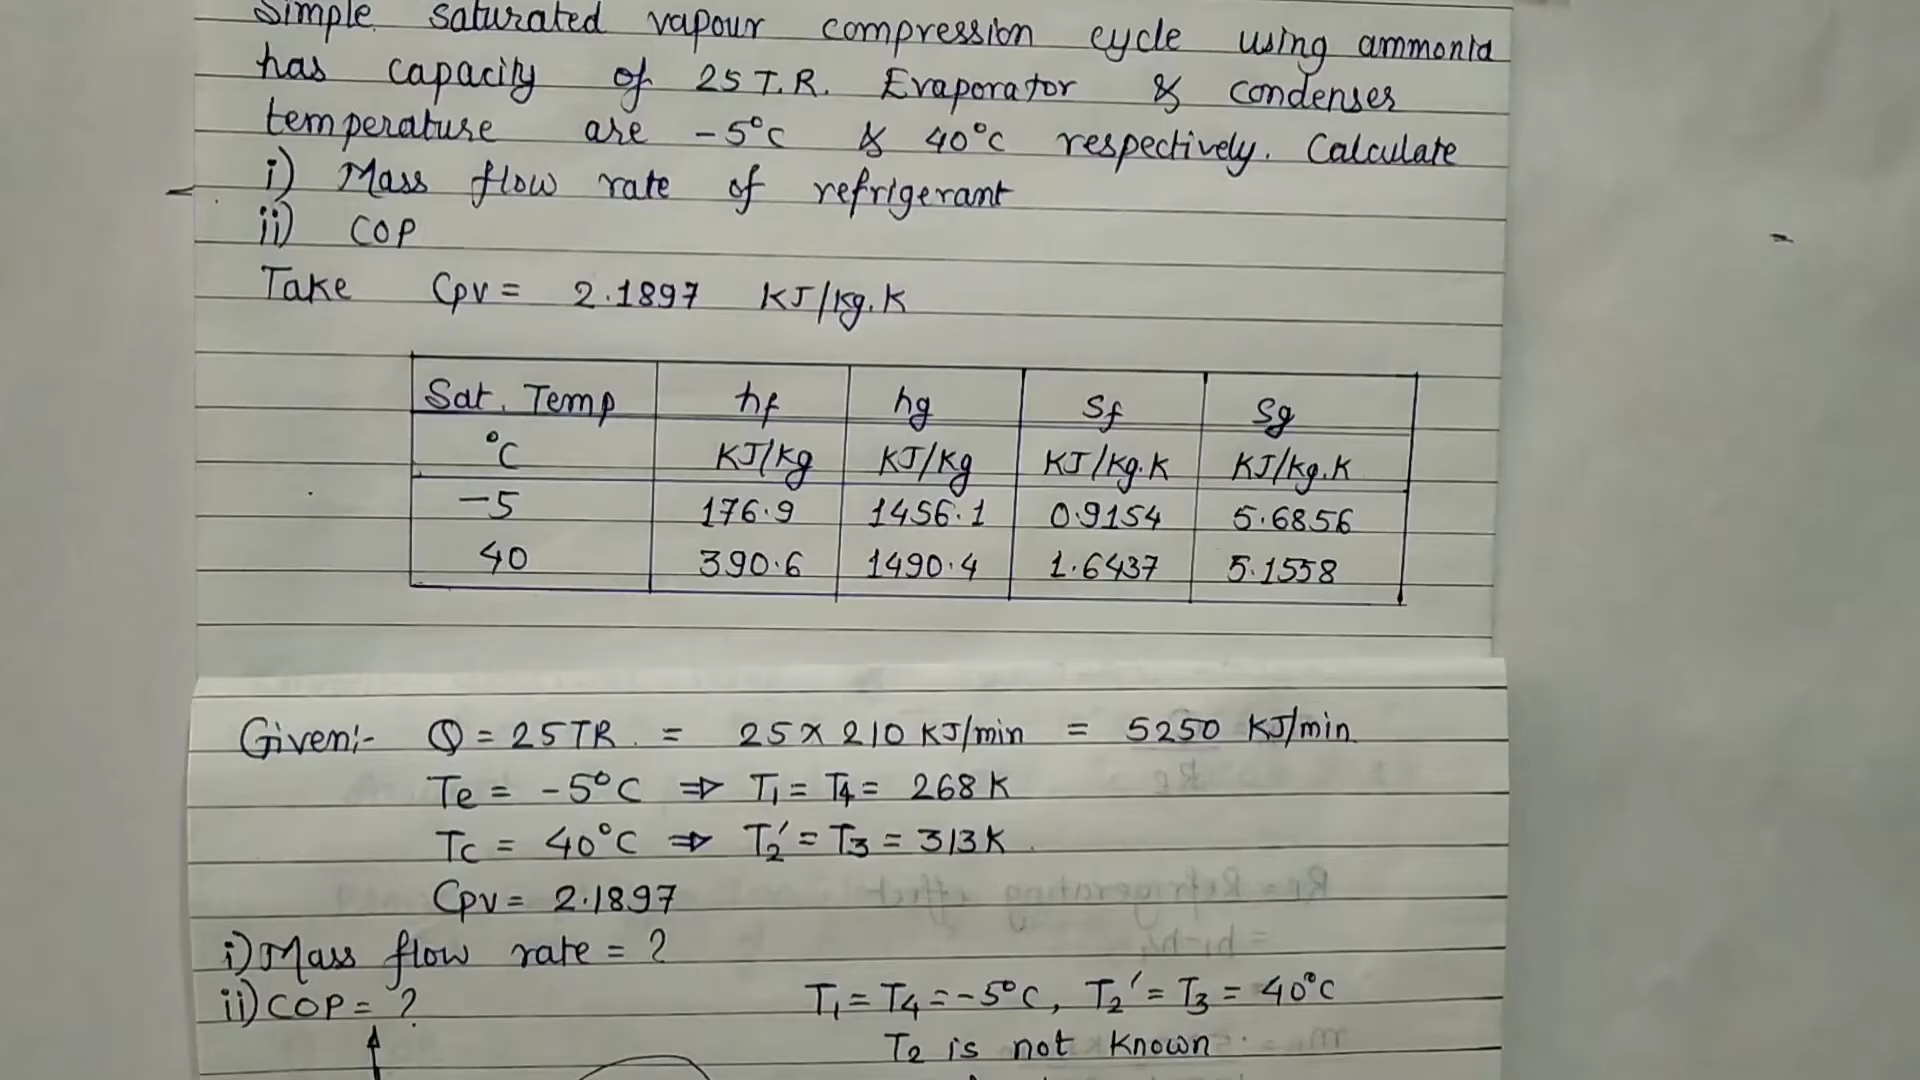 Simple saturated vapour compression cycle using ammonia
has capacity of 25 T.R. Evaporator & condenser
temperature are -5°C & 40°C respectively. Calculate
i) Mass flow rate of refrigerant
ii) COP
Take Cpv = 2.1897 KJ/kg.K
Sat. Temp hf hg Sf Sg
°C KJ/kg KJ/kg KJ/kg.K KJ/kg.K
-5 176.9 1456.1 0.9154 5.6856
40 390.6 1490.4 1.6437 5.1558
Given:- Q = 25TR. = 25 x 210 KJ/min = 5250 KJ/min
Te = -5°C ⇒ T1 = T4 = 268 K
Tc = 40°C ⇒ T2' = T3 = 313K.
Cpv = 2.1897
i) Mass flow rate = ?
ii) COP = ?
T1 = T4 = -5°C, T2' = T3 = 40°C
T2 is not known.